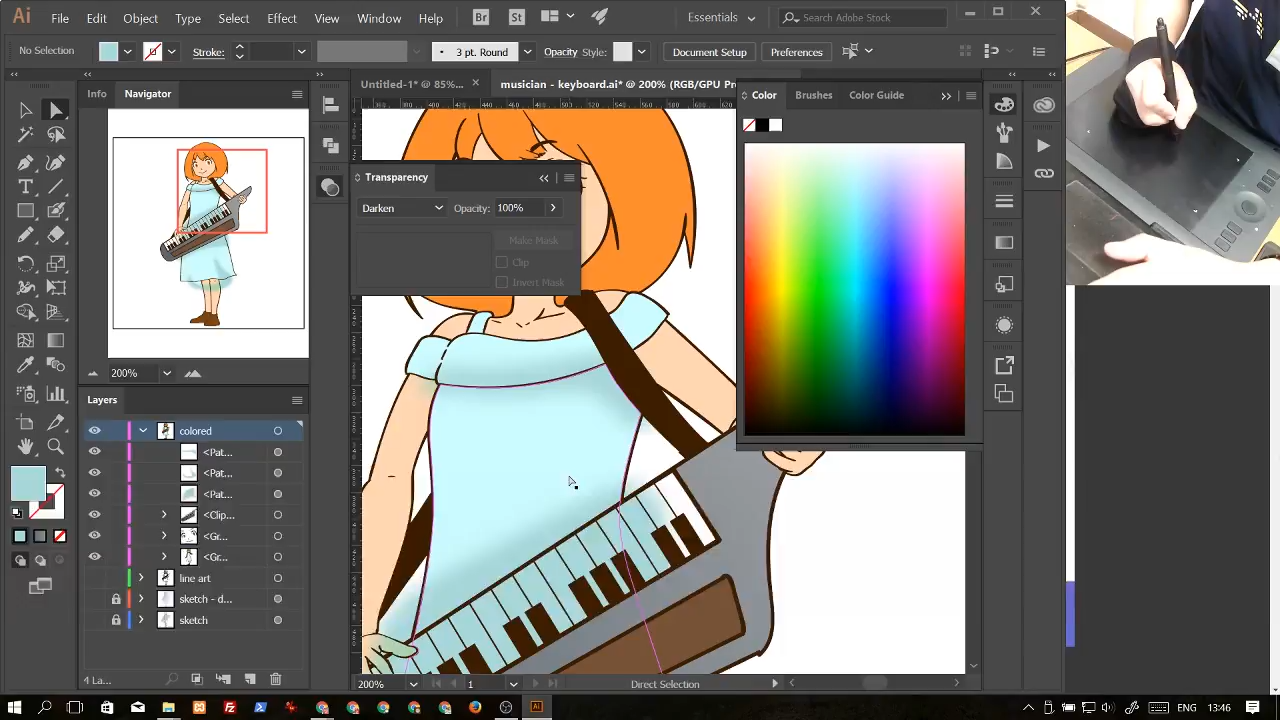 Ai File Edit Object Type Select Effect View Window Help Br St Essentials Search Adobe Stock
No Selection Stroke: 3 pt. Round Opacity Style: Document Setup Preferences
Info Navigator
Untitled-1* @ 85%... musician - keyboard.ai* @ 200% (RGB/GPU Pre
Color Brushes Color Guide
Transparency
Darken Opacity: 100%
Make Mask
Clip
Invert Mask
200%
Layers
colored
<Pat...
<Pat...
<Pat...
<Clip...
<Gr...
<Gr...
line art
sketch - d...
sketch
4 La...
200% 1 Direct Selection
ENG 13:46